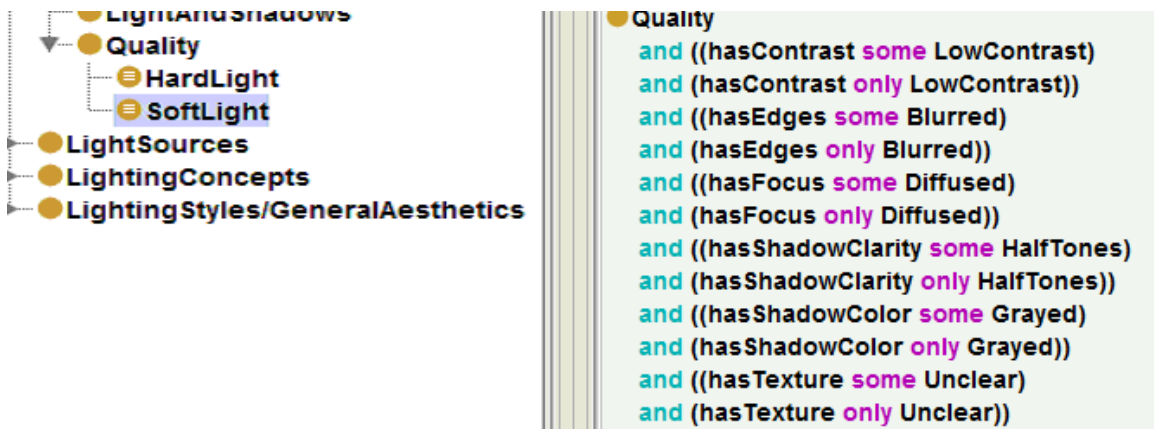 LightAndShadows
Quality
HardLight
SoftLight
LightSources
LightingConcepts
LightingStyles/GeneralAesthetics
Quality
and ((hasContrast some LowContrast)
and (hasContrast only LowContrast))
and ((hasEdges some Blurred)
and (hasEdges only Blurred))
and ((hasFocus some Diffused)
and (hasFocus only Diffused))
and ((hasShadowClarity some HalfTones)
and (hasShadowClarity only HalfTones))
and ((hasShadowColor some Grayed)
and (hasShadowColor only Grayed))
and ((hasTexture some Unclear)
and (hasTexture only Unclear))